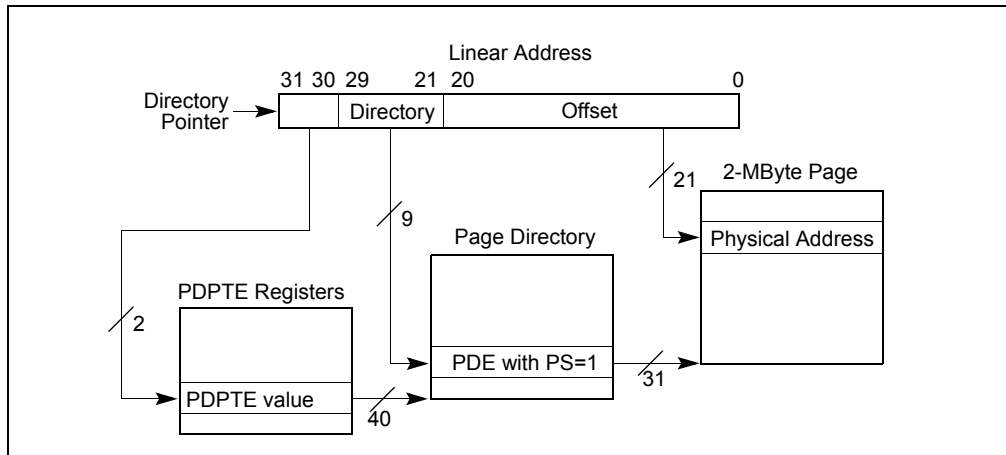 Linear Address
31 30 29 21 20 0
Directory
Pointer
Directory
Offset
21
2-MByte Page
9
Page Directory
Physical Address
PDPTE Registers
2
PDE with PS=1
31
PDPTE value
40